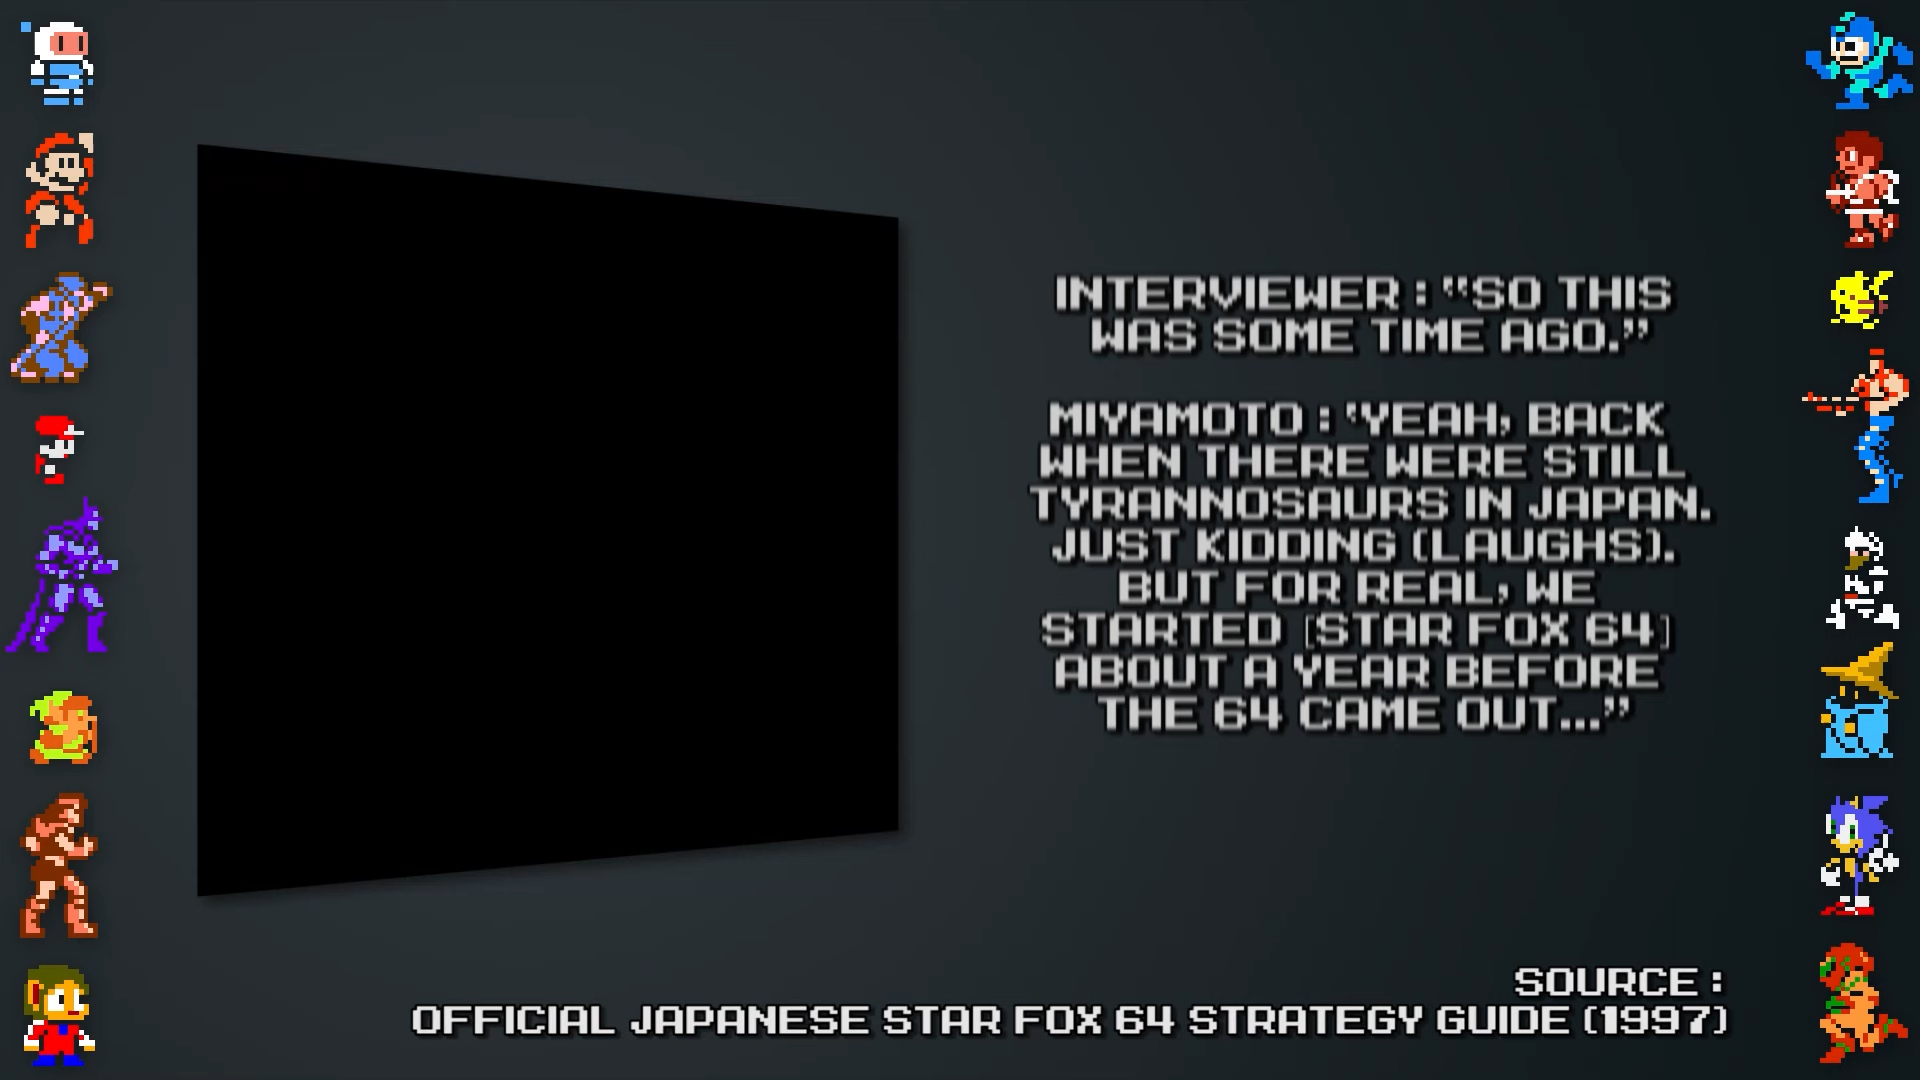 INTERVIEWER : "SO THIS
WAS SOME TIME AGO."
MIYAMOTO : "YEAH, BACK
WHEN THERE WERE STILL
TYRANNOSAURS IN JAPAN.
JUST KIDDING (LAUGHS).
BUT FOR REAL, WE
STARTED [STAR FOX 64]
ABOUT A YEAR BEFORE
THE 64 CAME OUT..."
SOURCE :
OFFICIAL JAPANESE STAR FOX 64 STRATEGY GUIDE (1997)